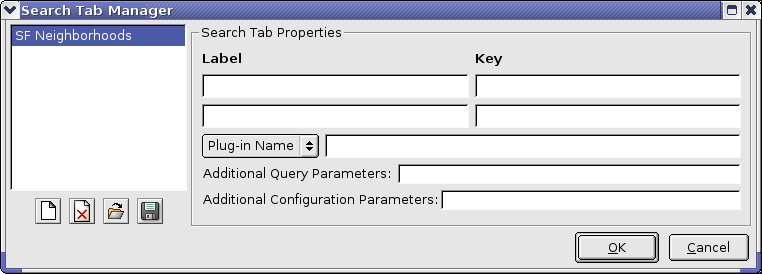 Search Tab Manager
SF Neighborhoods
Search Tab Properties
Label Key
Plug-in Name
Additional Query Parameters:
Additional Configuration Parameters:
OK Cancel